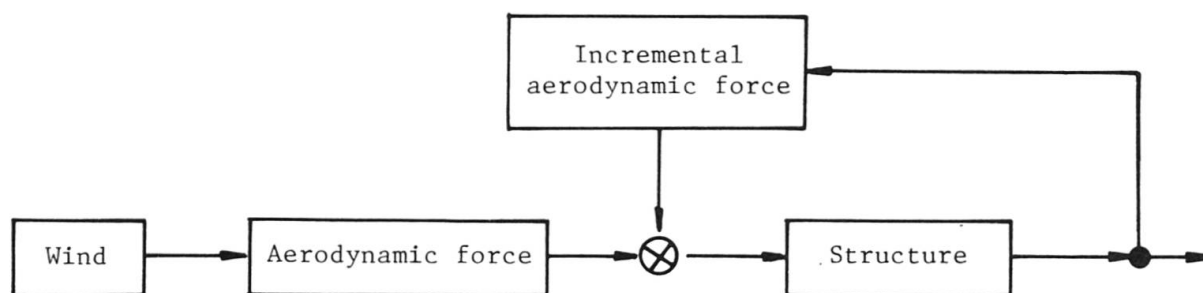 Incremental
aerodynamic force
Wind
Aerodynamic force
Structure